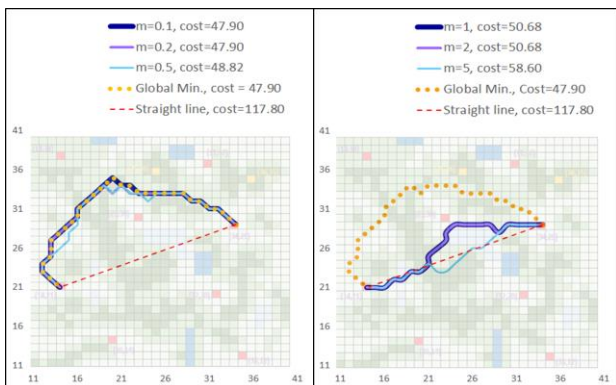 m=0.1, cost=47.90
m=0.2, cost=47.90
m=0.5, cost=48.82
Global Min., cost = 47.90
Straight line, cost=117.80
41
36
31
26
21
16
11
11 16 21 26 31 36 41
m=1, cost=50.68
m=2, cost=50.68
m=5, cost=58.60
Global Min., cost=47.90
Straight line, cost=117.80
41
36
31
26
21
16
11
11 16 21 26 31 36 41